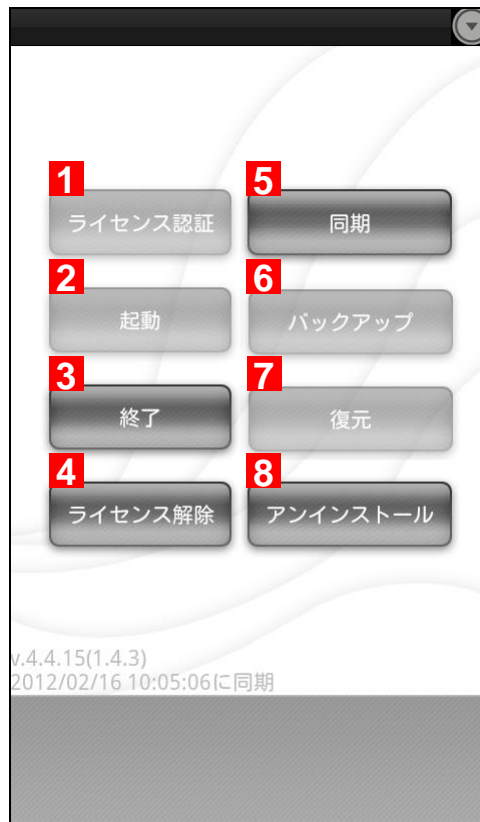 1
ライセンス認証
5
同期
2
起動
6
バックアップ
3
終了
7
復元
4
ライセンス解除
8
アンインストール
v.4.4.15(1.4.3)
2012/02/16 10:05:06に同期